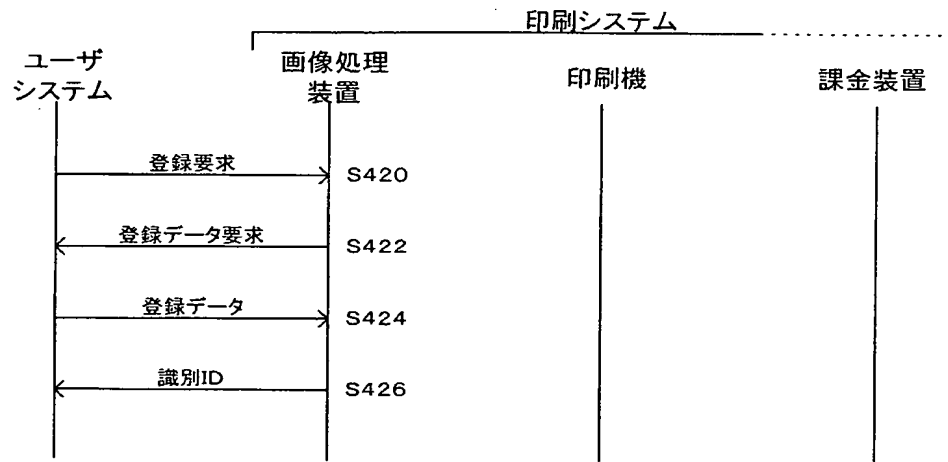 印刷システム
ユーザ
システム
画像処理
装置
印刷機
課金装置
登録要求
S420
登録データ要求
S422
登録データ
S424
識別ID
S426